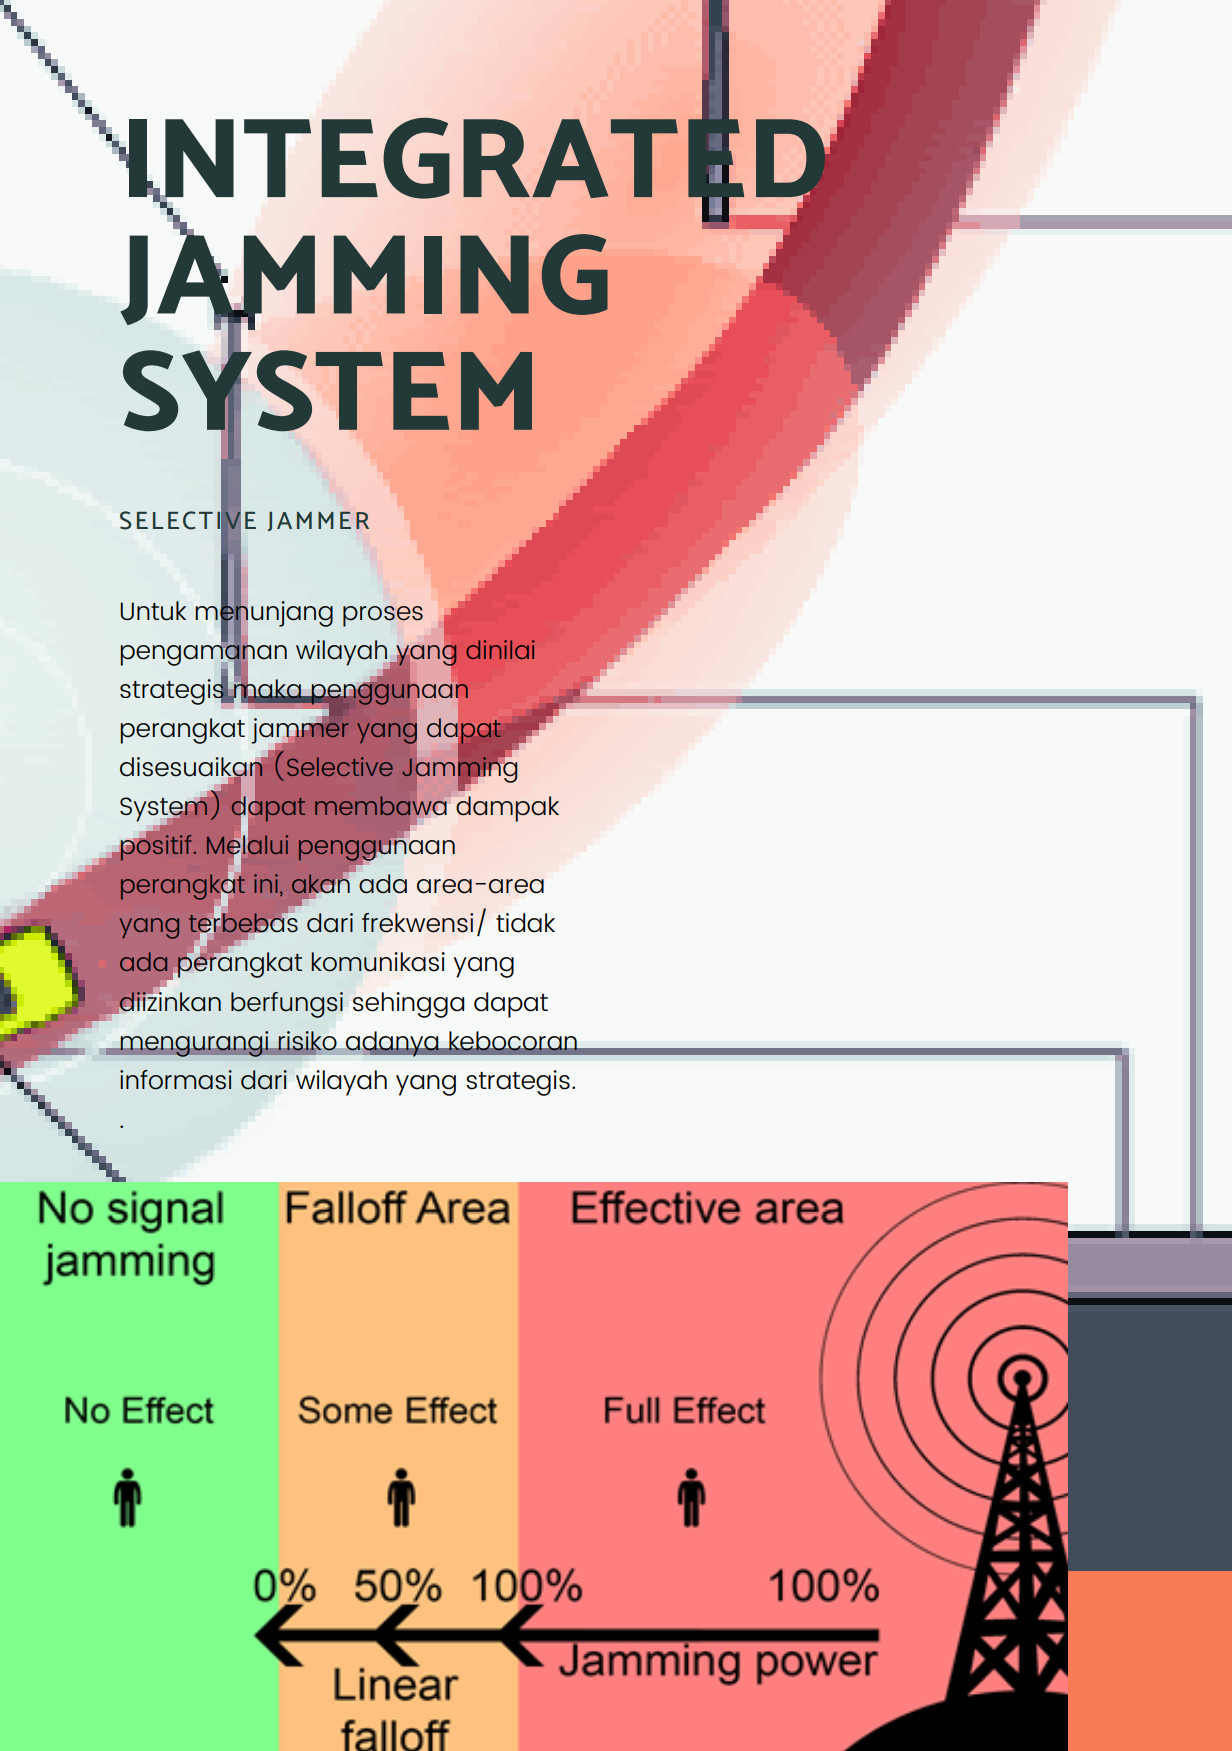 INTEGRATED
JAMMING
SYSTEM
SELECTIVE JAMMER
Untuk menunjang proses
pengamanan wilayah yang dinilai
strategis maka penggunaan
perangkat jammer yang dapat
disesuaikan (Selective Jamming
System) dapat membawa dampak
positif. Melalui penggunaan
perangkat ini, akan ada area-area
yang terbebas dari frekwensi/ tidak
ada perangkat komunikasi yang
diizinkan berfungsi sehingga dapat
mengurangi risiko adanya kebocoran
informasi dari wilayah yang strategis.
.
No signal
jamming
Falloff Area
Effective area
No Effect
Some Effect
Full Effect
0% 50% 100% 100%
Jamming power
Linear
falloff